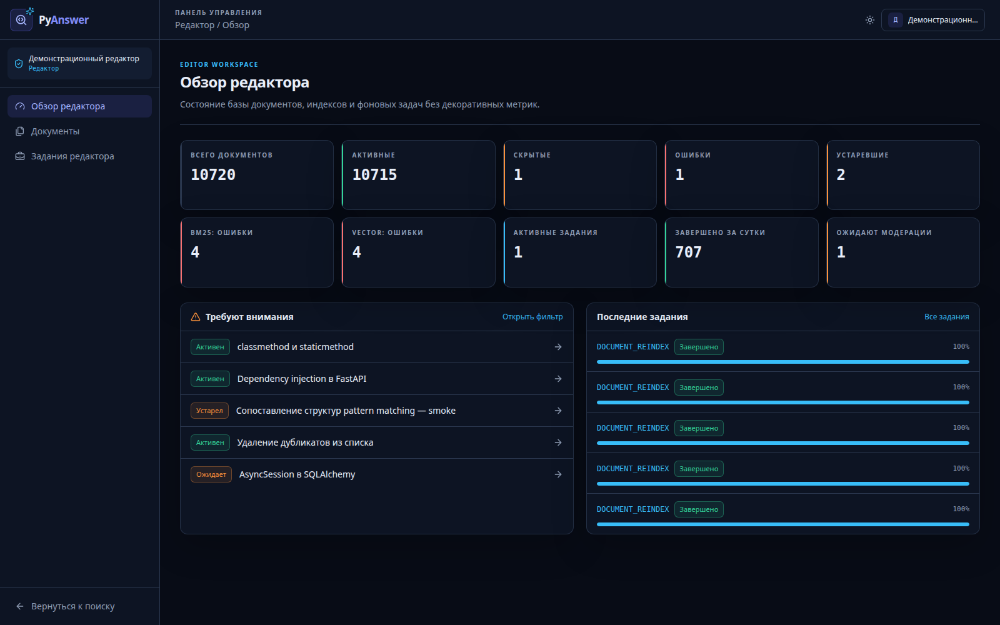 PyAnswer
ПАНЕЛЬ УПРАВЛЕНИЯ
Редактор / Обзор
Д
Демонстрационн...
Демонстрационный редактор
Редактор
Обзор редактора
Документы
Задания редактора
Вернуться к поиску
EDITOR WORKSPACE
Обзор редактора
Состояние базы документов, индексов и фоновых задач без декоративных метрик.
ВСЕГО ДОКУМЕНТОВ
10720
АКТИВНЫЕ
10715
СКРЫТЫЕ
1
ОШИБКИ
1
УСТАРЕВШИЕ
2
BM25: ОШИБКИ
4
VECTOR: ОШИБКИ
4
АКТИВНЫЕ ЗАДАНИЯ
1
ЗАВЕРШЕНО ЗА СУТКИ
707
ОЖИДАЮТ МОДЕРАЦИИ
1
Требуют внимания
Открыть фильтр
Активен classmethod и staticmethod
Активен Dependency injection в FastAPI
Устарел Сопоставление структур pattern matching — smoke
Активен Удаление дубликатов из списка
Ожидает AsyncSession в SQLAlchemy
Последние задания
Все задания
DOCUMENT_REINDEX Завершено 100%
DOCUMENT_REINDEX Завершено 100%
DOCUMENT_REINDEX Завершено 100%
DOCUMENT_REINDEX Завершено 100%
DOCUMENT_REINDEX Завершено 100%